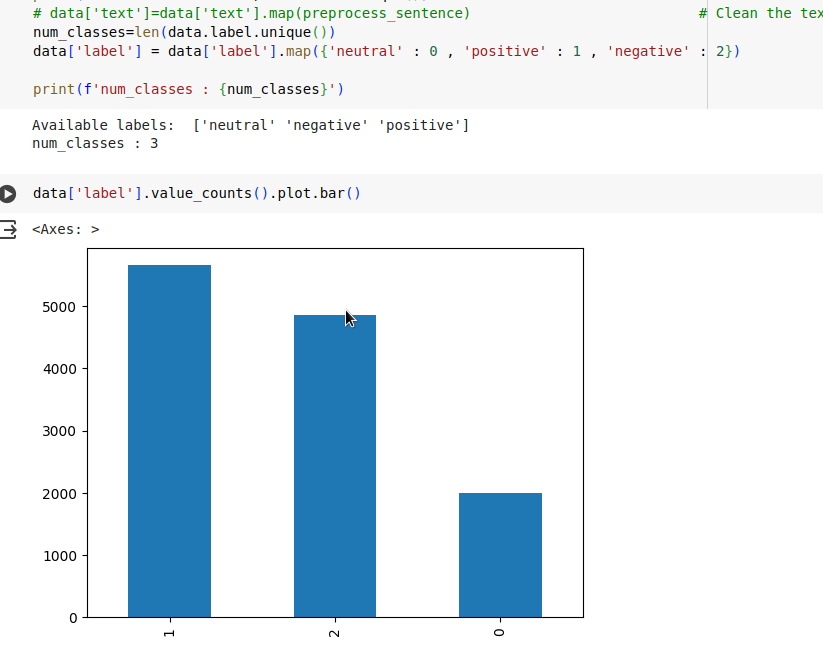 # data['text']=data['text'].map(preprocess_sentence) # Clean the tex
num_classes=len(data.label.unique())
data['label'] = data['label'].map({'neutral' : 0 , 'positive' : 1 , 'negative' : 2})
print(f'num_classes : {num_classes}')
Available labels:  ['neutral' 'negative' 'positive']
num_classes : 3
data['label'].value_counts().plot.bar()
<Axes: >
5000
4000
3000
2000
1000
0
1 2 0